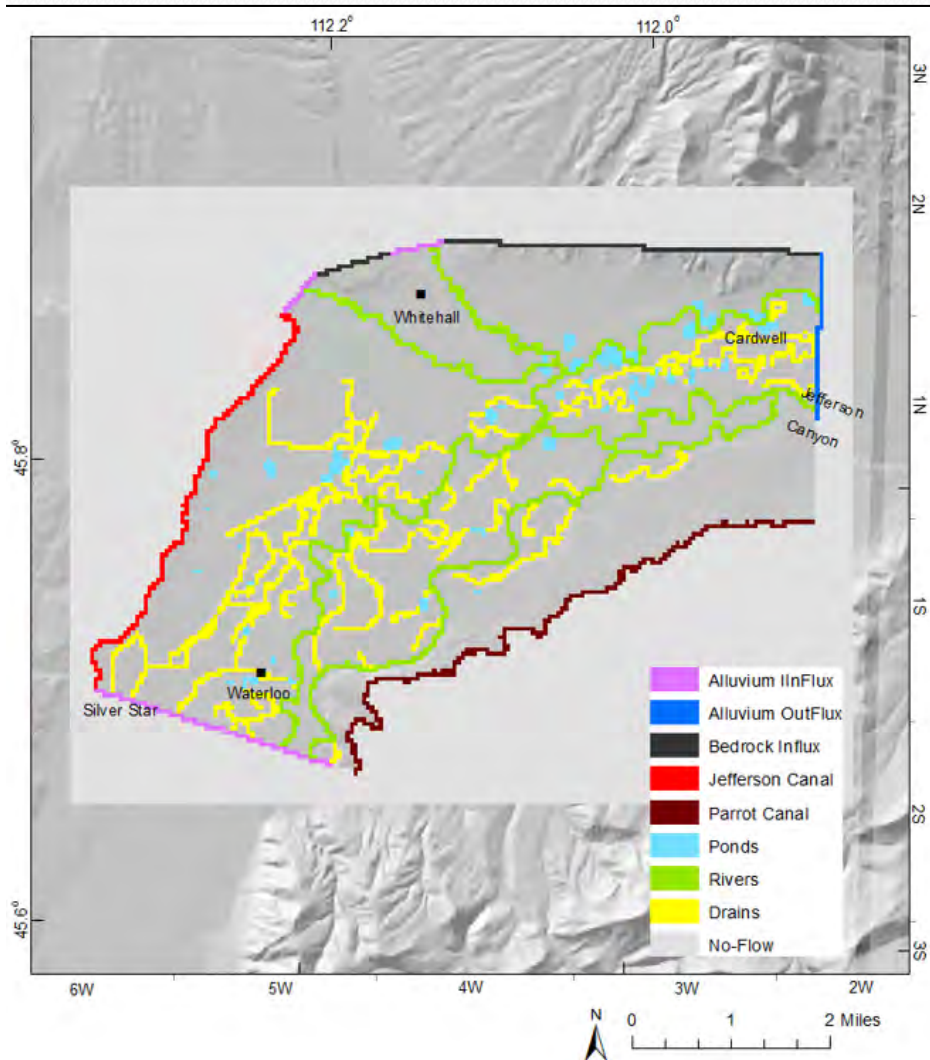 112.2° 112.0°
3N
2N
Whitehall
Cardwell
1N
Jefferson
Canyon
45.8°
1S
Alluvium IInFlux
Waterloo
Silver Star
Alluvium OutFlux
Bedrock Influx
Jefferson Canal
Parrot Canal
2S
Ponds
Rivers
45.6°
Drains
No-Flow
3S
6W 5W 4W 3W 2W
N 0 1 2 Miles